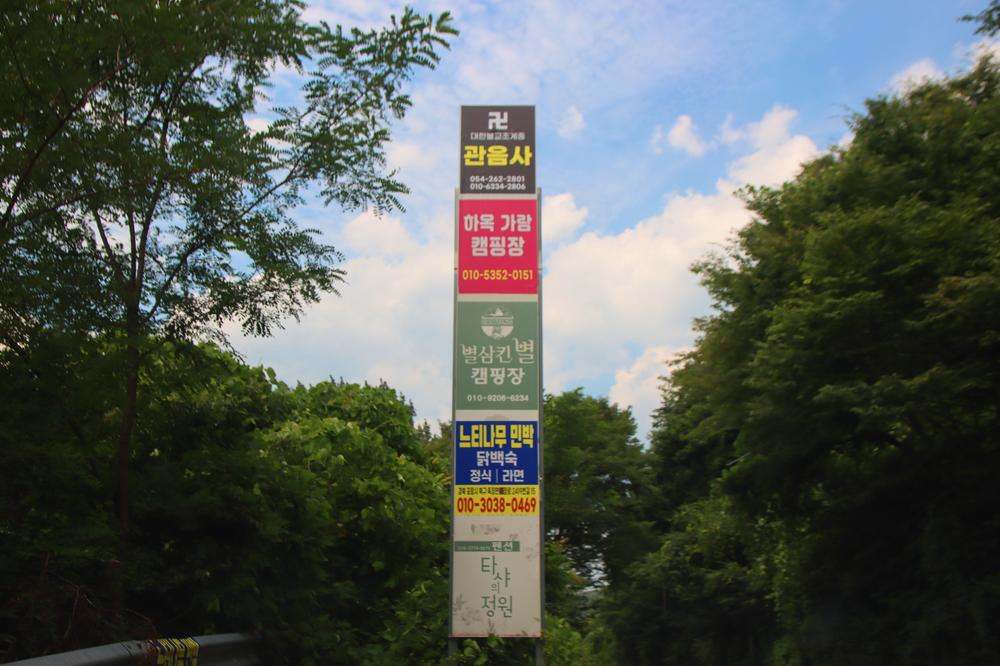 卍
대한불교조계종
관음사
054-262-2801
010-6334-2806
하옥 가람
캠핑장
010-5352-0151
별삼킨별
캠핑장
010-9206-6234
느티나무 민박
닭백숙
정식 | 라면
010-3038-0469
펜션
타샤의
정원